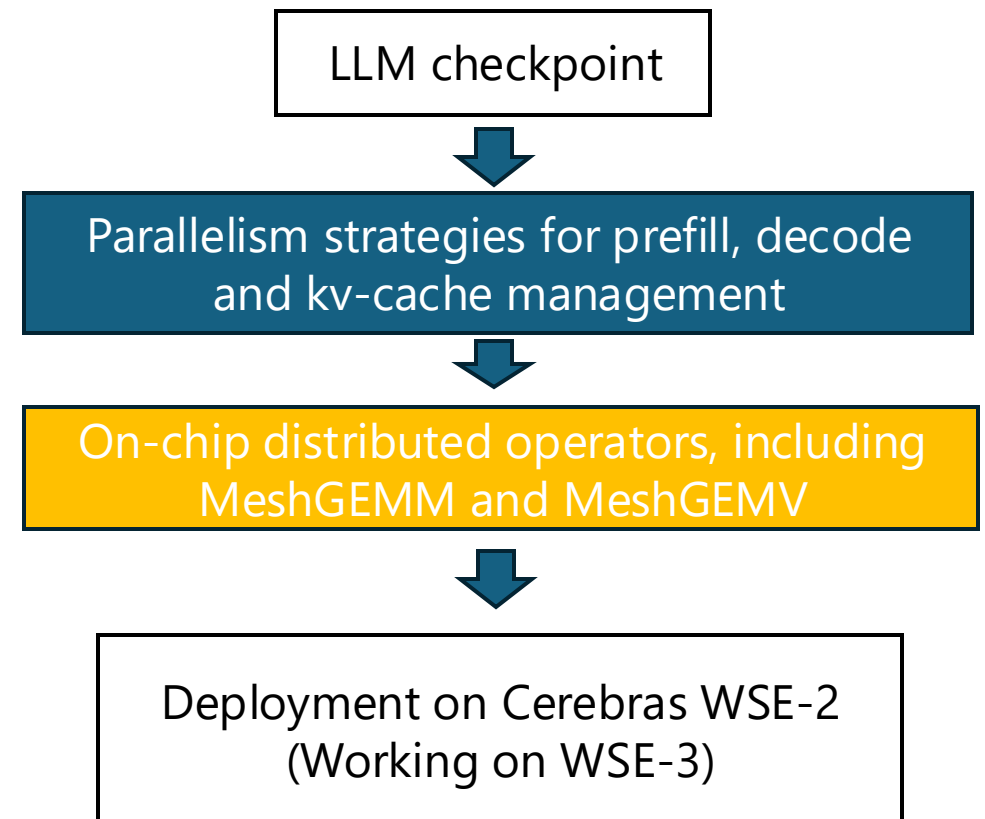 LLM checkpoint
Parallelism strategies for prefill, decode
and kv-cache management
On-chip distributed operators, including
MeshGEMM and MeshGEMV
Deployment on Cerebras WSE-2
(Working on WSE-3)